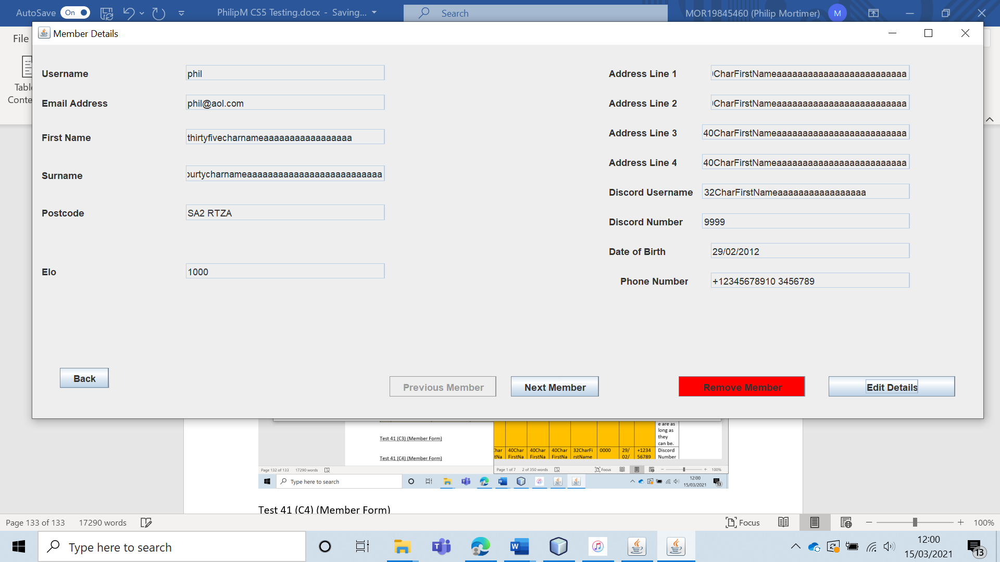 AutoSave On PhilipM CS5 Testing.docx - Saving... Search MOR19845460 (Philip Mortimer) M
File
Member Details
Table
Conte
Username phil
Email Address phil@aol.com
First Name thirtyfivecharnameaaaaaaaaaaaaaaaaa
Surname ourtycharnameaaaaaaaaaaaaaaaaaaaaaaaaaa
Postcode SA2 RTZA
Elo 1000
Address Line 1 0CharFirstNameaaaaaaaaaaaaaaaaaaaaaaaaa
Address Line 2 0CharFirstNameaaaaaaaaaaaaaaaaaaaaaaaaa
Address Line 3 40CharFirstNameaaaaaaaaaaaaaaaaaaaaaaaaa
Address Line 4 40CharFirstNameaaaaaaaaaaaaaaaaaaaaaaaaa
Discord Username 32CharFirstNameaaaaaaaaaaaaaaaaa
Discord Number 9999
Date of Birth 29/02/2012
Phone Number +12345678910 3456789
Back Previous Member Next Member Remove Member Edit Details
Test 41 (C3) (Member Form)
Test 41 (C4) (Member Form)
e are as
long as
they
can be.
Char 40Char 40Char 40Char 32CharFi 0000 29/ +1234 Discord
tNa FirstNa FirstNa FirstNa rstName 02/ 56789 Number
Page 132 of 133 17290 words
Page 1 of 7 2 of 350 words Focus 100%
Type here to search 12:00
15/03/2021 13
Test 41 (C4) (Member Form)
Page 133 of 133 17290 words Focus 100%
Type here to search 12:00
15/03/2021 13